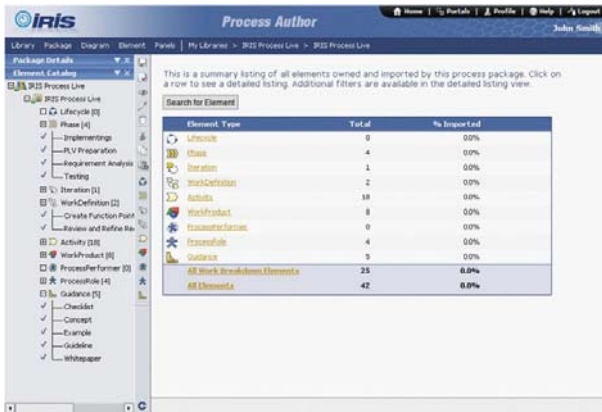 IRIS
Process Author
Home | Portals | Profile | Help | Logout
John Smith
Library Package Diagram Element Panels | My Libraries > IRIS Process Live > IRIS Process Live
Package Details
Element Catalog
IRIS Process Live
IRIS Process Live
Lifecycle [0]
Phase [4]
Implementings
PLV Preparation
Requirement Analysis
Testing
Iteration [1]
WorkDefinition [2]
Create Function Point
Review and Refine Re
Activity [18]
WorkProduct [8]
ProcessPerformer [0]
ProcessRole [4]
Guidance [5]
Checklist
Concept
Example
Guideline
Whitepaper
This is a summary listing of all elements owned and imported by this process package. Click on
a row to see a detailed listing. Additional filters are available in the detailed listing view.
Search for Element
Element Type Total % Imported
Lifecycle 0 0.0%
Phase 4 0.0%
Iteration 1 0.0%
WorkDefinition 2 0.0%
Activity 18 0.0%
WorkProduct 8 0.0%
ProcessPerformer 0 0.0%
ProcessRole 4 0.0%
Guidance 5 0.0%
All Work Breakdown Elements 25 0.0%
All Elements 42 0.0%